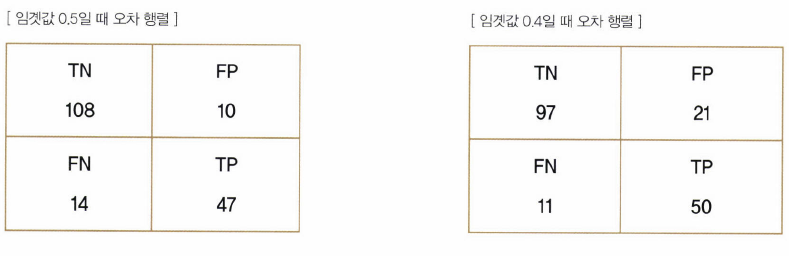 [ 임곗값 0.5일 때 오차 행렬 ]
[ 임곗값 0.4일 때 오차 행렬 ]
TN FP
108 10
FN TP
14 47
TN FP
97 21
FN TP
11 50